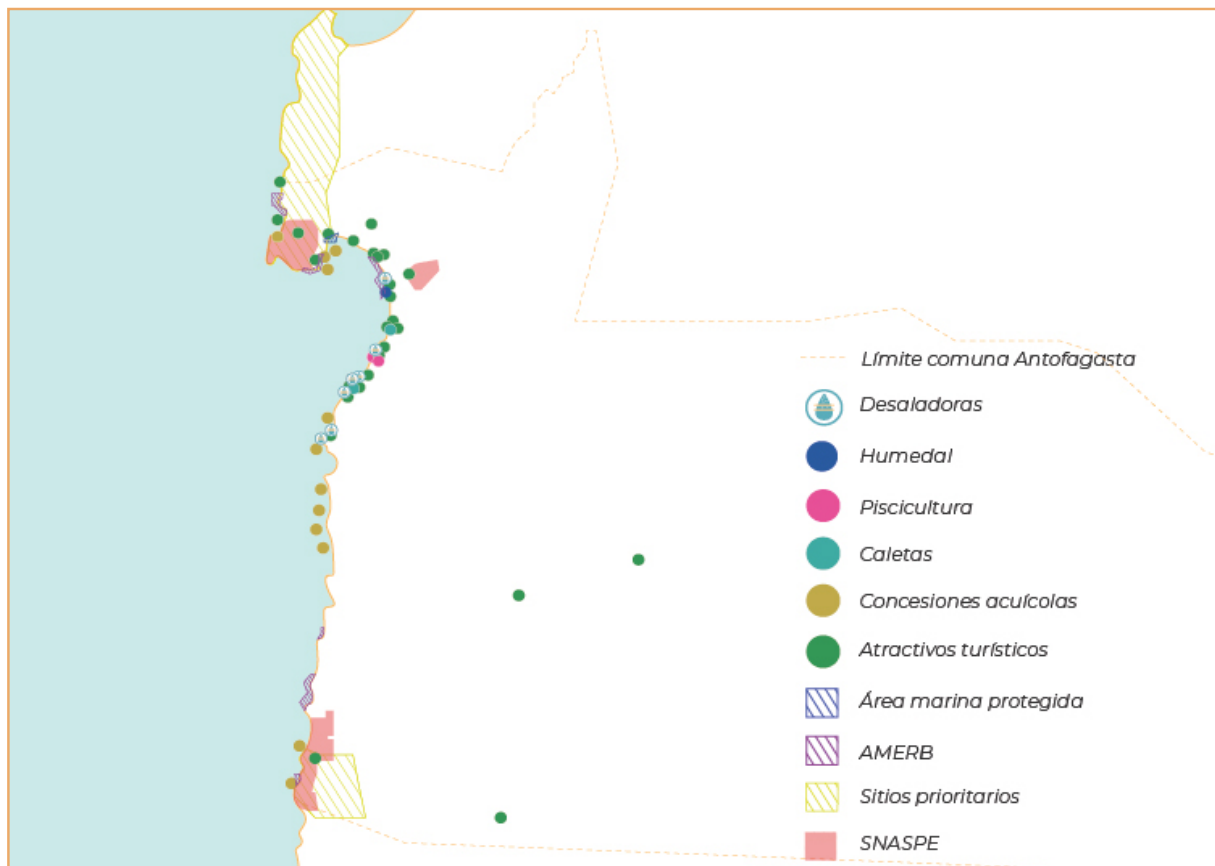 Límite comuna Antofagasta
Desaladoras
Humedal
Piscicultura
Caletas
Concesiones acuícolas
Atractivos turísticos
Área marina protegida
AMERB
Sitios prioritarios
SNASPE